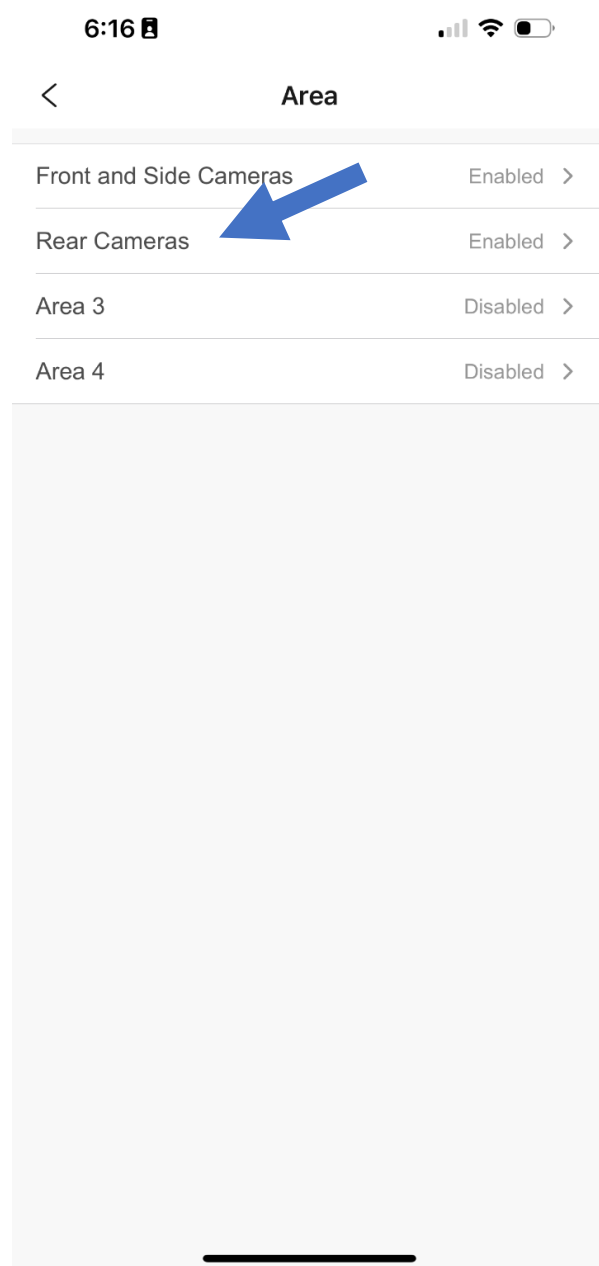 6:16
Area
Front and Side Cameras Enabled
Rear Cameras Enabled
Area 3 Disabled
Area 4 Disabled